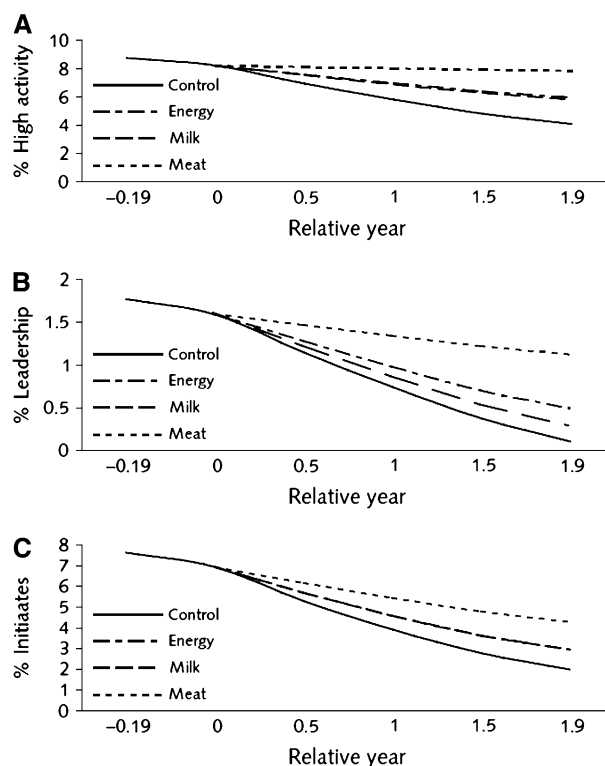 A
% High activity
10
8
6
4
2
0
Control
Energy
Milk
Meat
−0.19 0 0.5 1 1.5 1.9
Relative year
B
% Leadership
2
1.5
1
0.5
0
Control
Energy
Milk
Meat
−0.19 0 0.5 1 1.5 1.9
Relative year
C
% Initiaates
8
7
6
5
4
3
2
1
0
Control
Energy
Milk
Meat
−0.19 0 0.5 1 1.5 1.9
Relative year